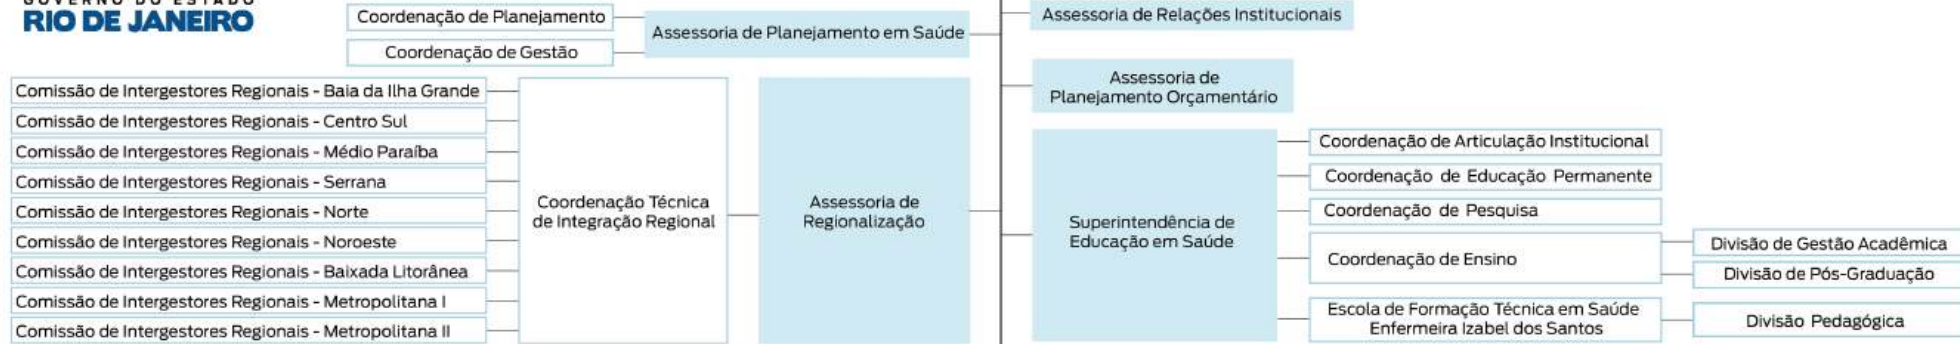 GOVERNO DO ESTADO
RIO DE JANEIRO
Coordenação de Planejamento
Coordenação de Gestão
Assessoria de Planejamento em Saúde
Comissão de Intergestores Regionais - Baia da Ilha Grande
Comissão de Intergestores Regionais - Centro Sul
Comissão de Intergestores Regionais - Médio Paraíba
Comissão de Intergestores Regionais - Serrana
Comissão de Intergestores Regionais - Norte
Comissão de Intergestores Regionais - Noroeste
Comissão de Intergestores Regionais - Baixada Litorânea
Comissão de Intergestores Regionais - Metropolitana I
Comissão de Intergestores Regionais - Metropolitana II
Coordenação Técnica
de Integração Regional
Assessoria de
Regionalização
Assessoria de Relações Institucionais
Assessoria de
Planejamento Orçamentário
Superintendência de
Educação em Saúde
Coordenação de Articulação Institucional
Coordenação de Educação Permanente
Coordenação de Pesquisa
Coordenação de Ensino
Divisão de Gestão Acadêmica
Divisão de Pós-Graduação
Escola de Formação Técnica em Saúde
Enfermeira Izabel dos Santos
Divisão Pedagógica